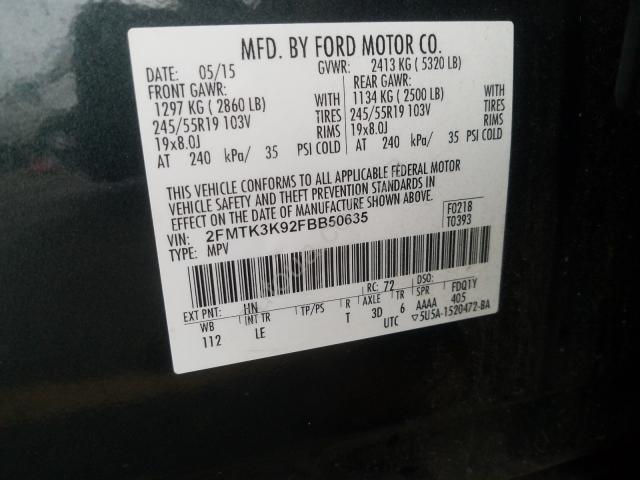 MFD. BY FORD MOTOR CO.
DATE: 05/15 GVWR: 2413 KG ( 5320 LB)
FRONT GAWR: REAR GAWR:
1297 KG ( 2860 LB) WITH 1134 KG ( 2500 LB) WITH
245/55R19 103V TIRES 245/55R19 103V TIRES
19x8.0J RIMS 19x8.0J RIMS
AT 240 kPa/ 35 PSI COLD AT 240 kPa/ 35 PSI COLD
THIS VEHICLE CONFORMS TO ALL APPLICABLE FEDERAL MOTOR
VEHICLE SAFETY AND THEFT PREVENTION STANDARDS IN
EFFECT ON THE DATE OF MANUFACTURE SHOWN ABOVE.
VIN: 2FMTK3K92FBB50635 F0218
TYPE: MPV T0393
EXT PNT: HN RC: 72 DSO: FDQ1Y
WB INT TR TP/PS R AXLE TR SPR 405
112 LE T 3D 6 AAAA
UTC ▽5U5A-1520472-BA